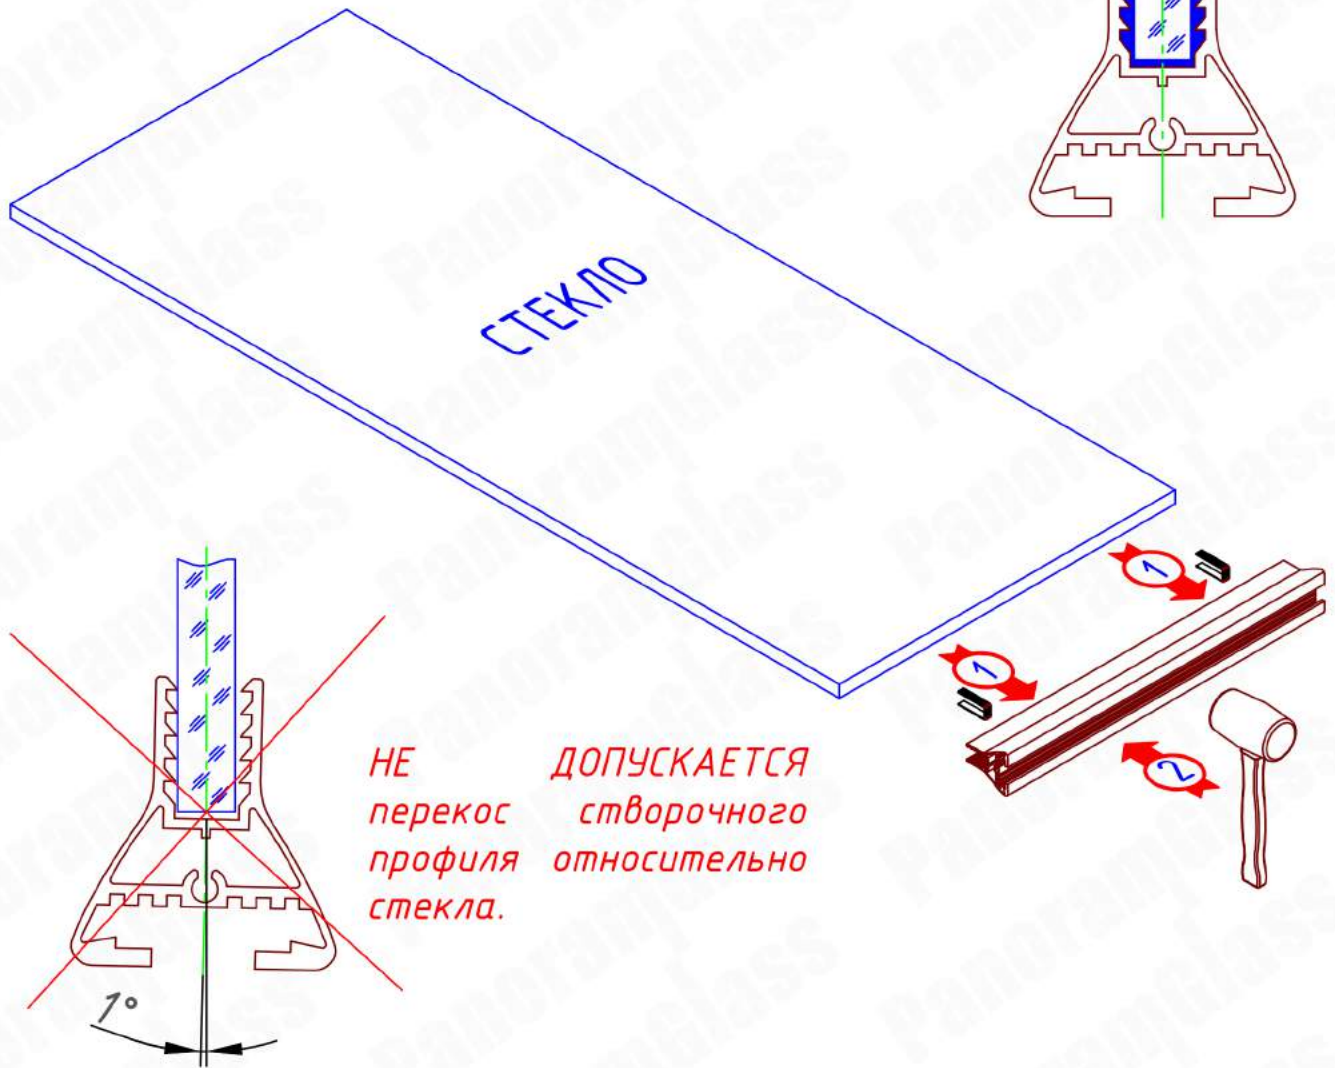 СТЕКЛО
1
1
2
НЕ ДОПУСКАЕТСЯ
перекос створочного
профиля относительно
стекла.
1°
PanoramGlass